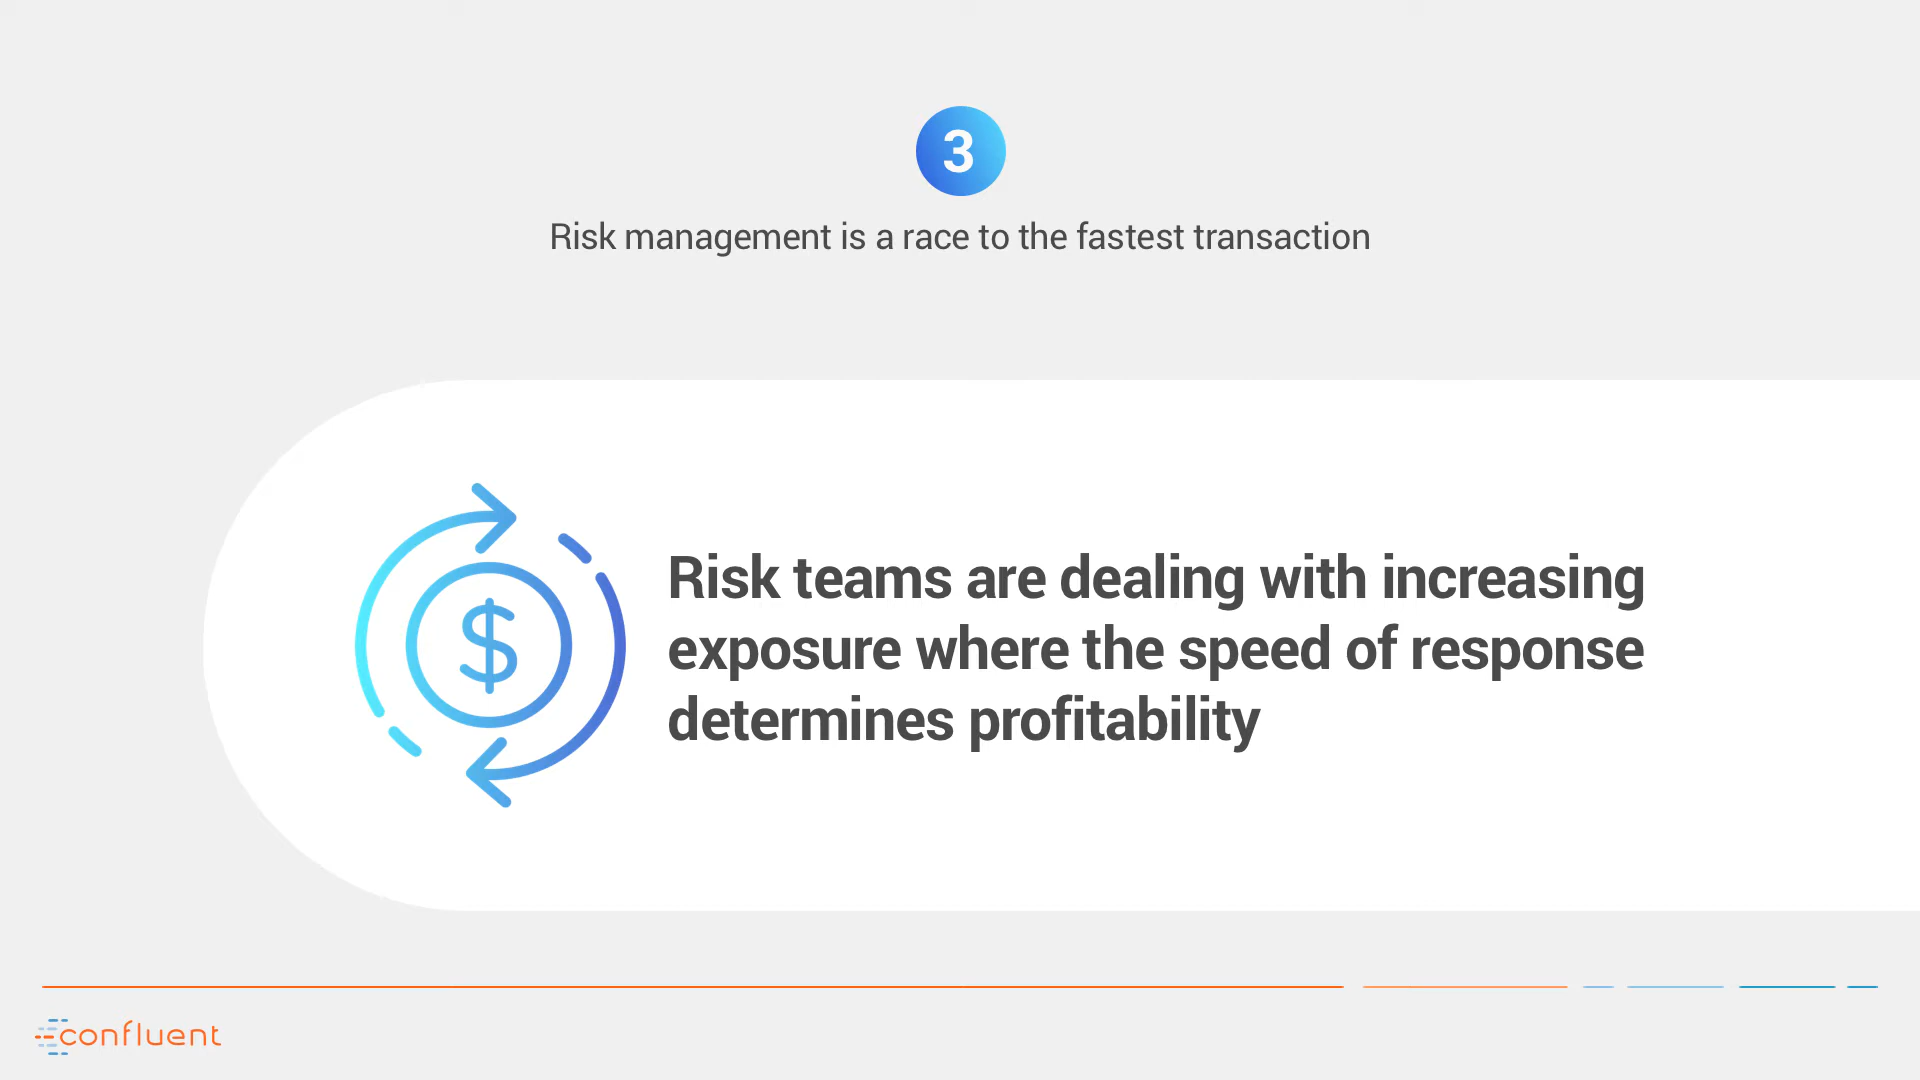 3
Risk management is a race to the fastest transaction
$
Risk teams are dealing with increasing
exposure where the speed of response
determines profitability
confluent